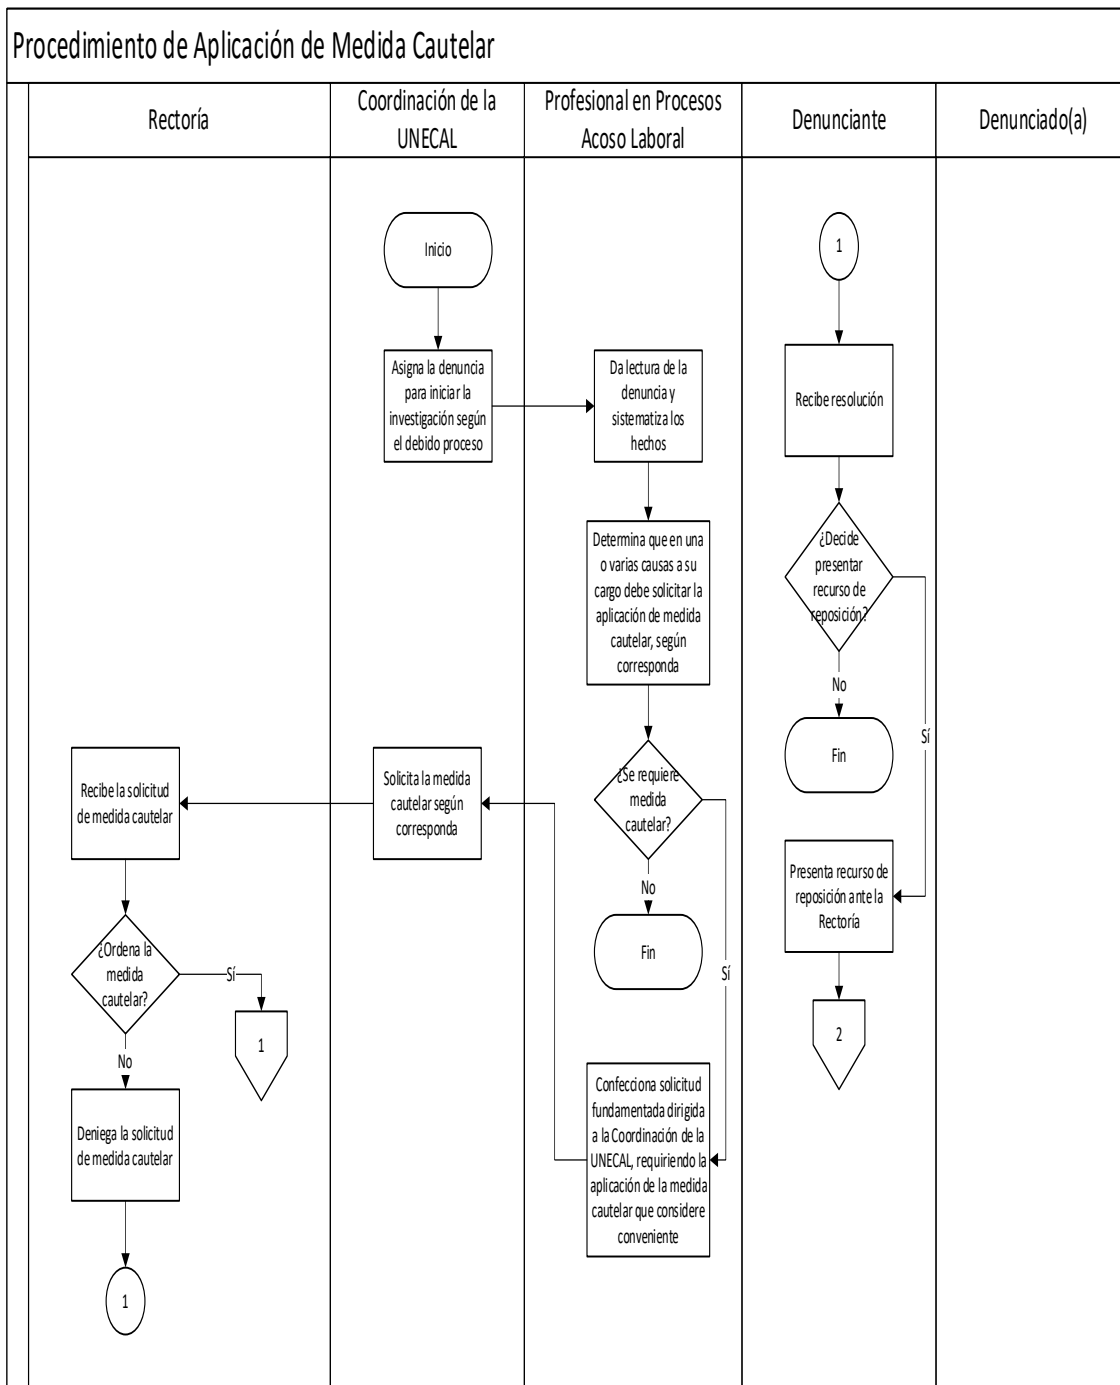 Procedimiento de Aplicación de Medida Cautelar
Rectoría
Coordinación de la
UNECAL
Profesional en Procesos
Acoso Laboral
Denunciante
Denunciado(a)
Inicio
Asigna la denuncia
para iniciar la
investigación según
el debido proceso
Da lectura de la
denuncia y
sistematiza los
hechos
Determina que en una
o varias causas a su
cargo debe solicitar la
aplicación de medida
cautelar, según
corresponda
¿Se requiere
medida
cautelar?
No
Fin
Sí
Confecciona solicitud
fundamentada dirigida
a la Coordinación de la
UNECAL, requiriendo la
aplicación de la medida
cautelar que considere
conveniente
Solicita la medida
cautelar según
corresponda
Recibe la solicitud
de medida cautelar
¿Ordena la
medida
cautelar?
Sí
1
No
Deniega la solicitud
de medida cautelar
1
1
Recibe resolución
¿Decide
presentar
recurso de
reposición?
No
Fin
Sí
Presenta recurso de
reposición ante la
Rectoría
2